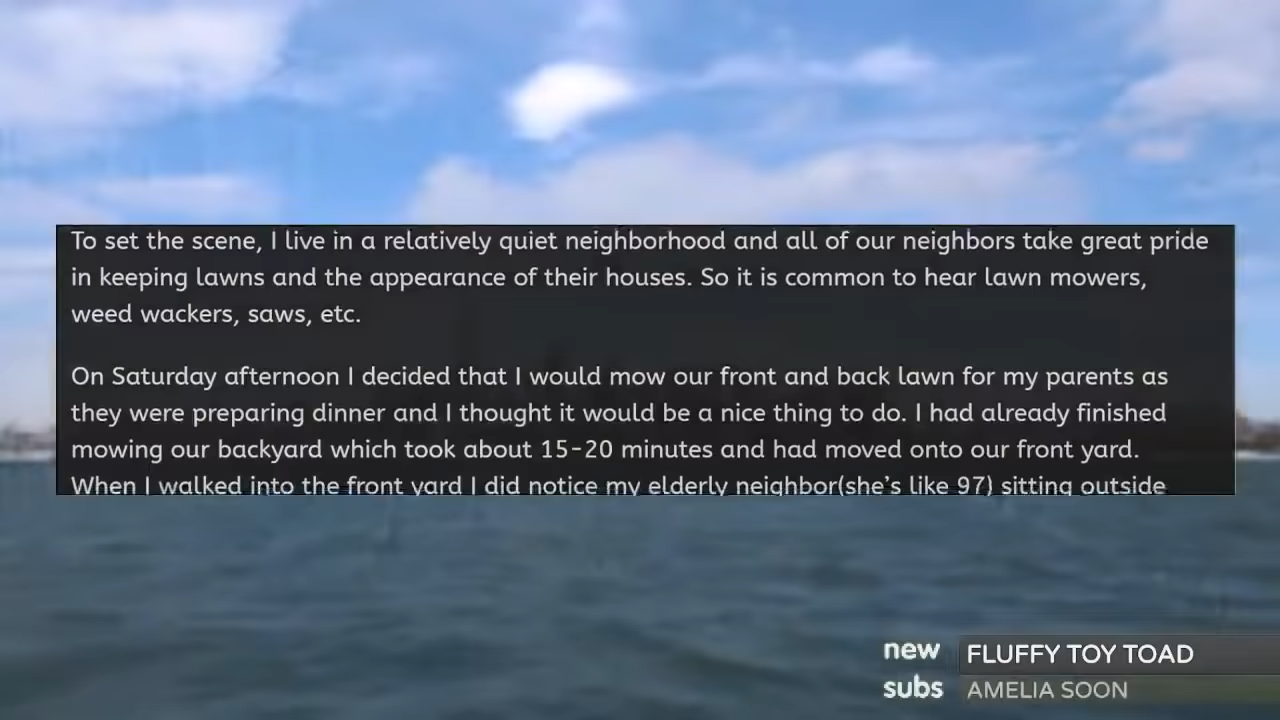 To set the scene, I live in a relatively quiet neighborhood and all of our neighbors take great pride
in keeping lawns and the appearance of their houses. So it is common to hear lawn mowers,
weed wackers, saws, etc.
On Saturday afternoon I decided that I would mow our front and back lawn for my parents as
they were preparing dinner and I thought it would be a nice thing to do. I had already finished
mowing our backyard which took about 15-20 minutes and had moved onto our front yard.
When I walked into the front yard I did notice my elderly neighbor(she's like 97) sitting outside
new FLUFFY TOY TOAD
subs AMELIA SOON